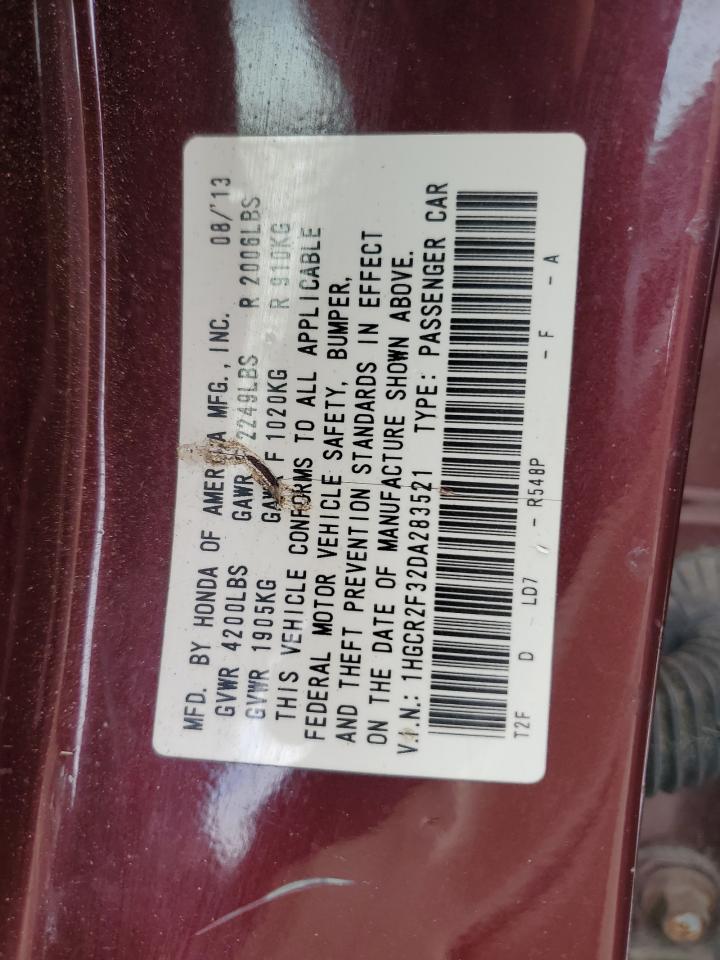 MFD. BY HONDA OF AMERICA MFG., INC. 08/'13
GVWR 4200LBS GAWR F 2249LBS R 2006LBS
GVWR 1905KG GAWR F 1020KG R 910KG
THIS VEHICLE CONFORMS TO ALL APPLICABLE
FEDERAL MOTOR VEHICLE SAFETY, BUMPER,
AND THEFT PREVENTION STANDARDS IN EFFECT
ON THE DATE OF MANUFACTURE SHOWN ABOVE.
V.I.N.: 1HGCR2F32DA283521 TYPE: PASSENGER CAR
T2F D LD7 - R548P - F - A